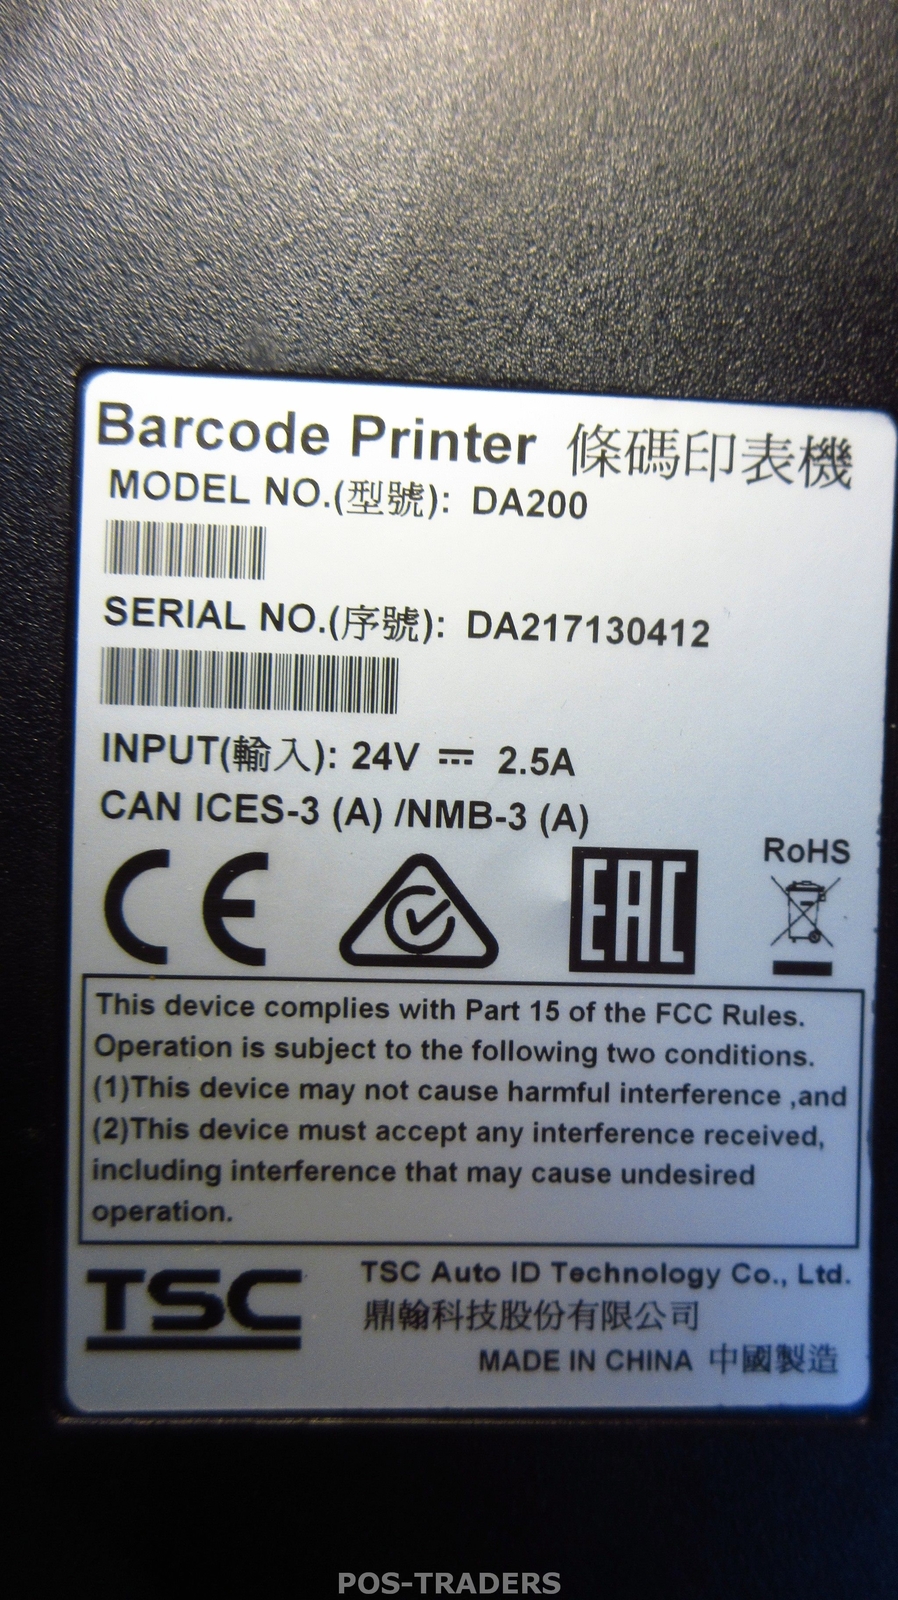 Barcode Printer 條碼印表機
MODEL NO.(型號): DA200
SERIAL NO.(序號): DA217130412
INPUT(輸入): 24V ⎓ 2.5A
CAN ICES-3 (A) /NMB-3 (A)
CE EAC RoHS
This device complies with Part 15 of the FCC Rules.
Operation is subject to the following two conditions.
(1)This device may not cause harmful interference ,and
(2)This device must accept any interference received,
including interference that may cause undesired
operation.
TSC TSC Auto ID Technology Co., Ltd.
鼎翰科技股份有限公司
MADE IN CHINA 中國製造
POS-TRADERS